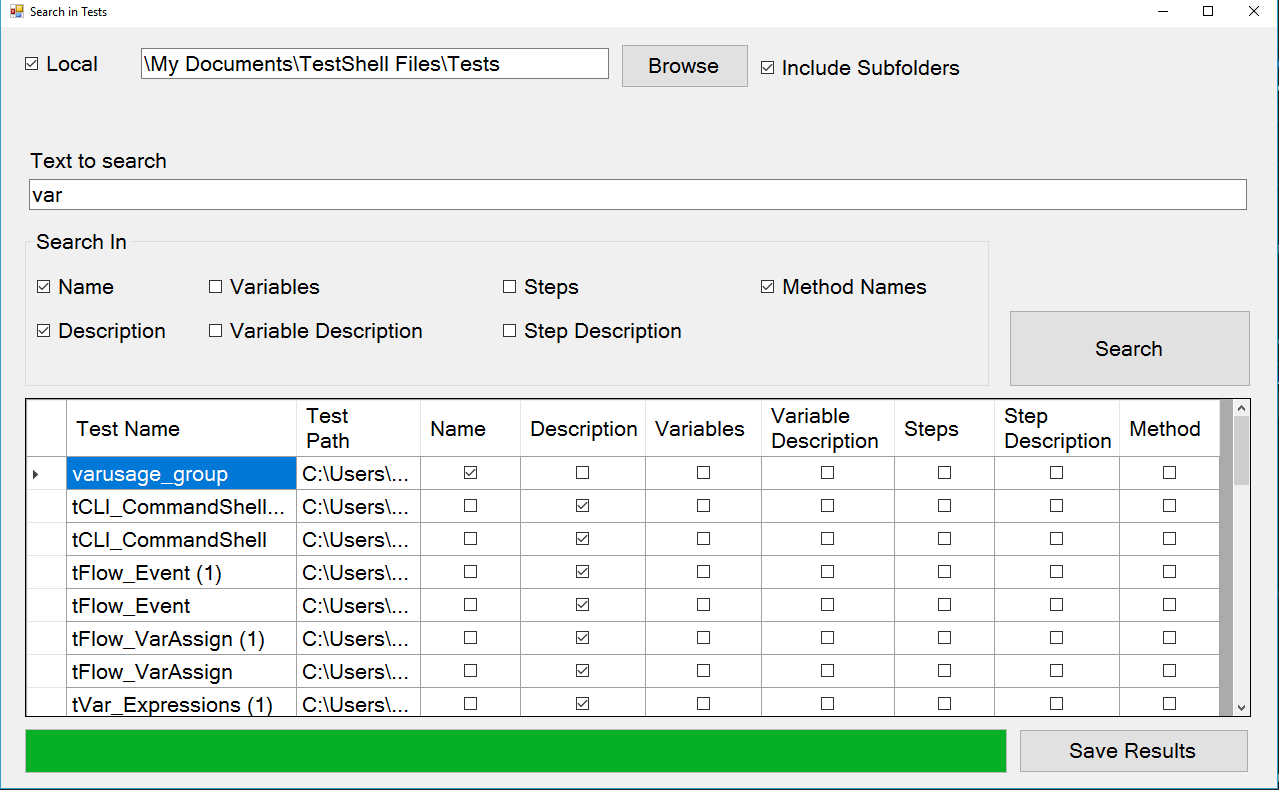 Search in Tests
Local
\My Documents\TestShell Files\Tests
Browse
Include Subfolders
Text to search
var
Search In
Name
Variables
Steps
Method Names
Description
Variable Description
Step Description
Search
Test Name
Test Path
Name
Description
Variables
Variable Description
Steps
Step Description
Method
varusage_group C:\Users\...
tCLI_CommandShell... C:\Users\...
tCLI_CommandShell C:\Users\...
tFlow_Event (1) C:\Users\...
tFlow_Event C:\Users\...
tFlow_VarAssign (1) C:\Users\...
tFlow_VarAssign C:\Users\...
tVar_Expressions (1) C:\Users\...
Save Results